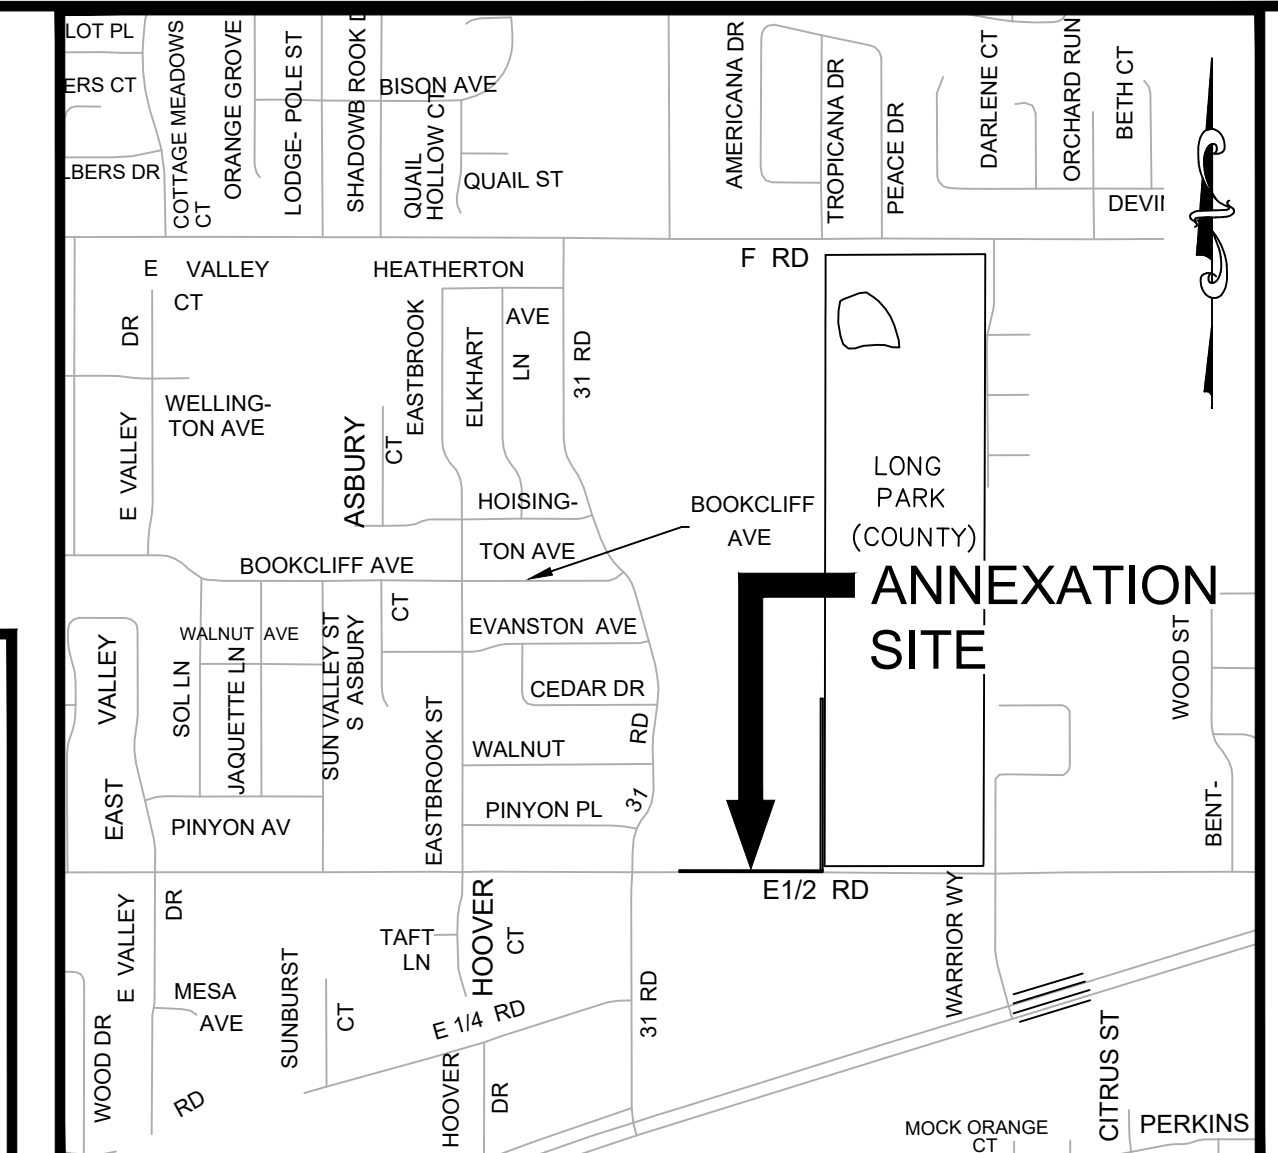 LOT PL
ERS CT
LBERS DR
COTTAGE MEADOWS
CT
ORANGE GROVE
LODGE- POLE ST
SHADOWB ROOK D
BISON AVE
QUAIL
HOLLOW CT
QUAIL ST
AMERICANA DR
TROPICANA DR
PEACE DR
DARLENE CT
ORCHARD RUN
BETH CT
DEVI
F RD
E VALLEY
CT
DR
E VALLEY
WELLING-
TON AVE
HEATHERTON
AVE
EASTBROOK
ELKHART
LN
31 RD
ASBURY
CT
HOISING-
TON AVE
BOOKCLIFF
AVE
BOOKCLIFF AVE
LONG
PARK
(COUNTY)
ANNEXATION
SITE
CT
EVANSTON AVE
WALNUT AVE
SOL LN
JAQUETTE LN
SUN VALLEY ST
S ASBURY
CEDAR DR
RD
WALNUT
EASTBROOK ST
PINYON PL
31
VALLEY
EAST
PINYON AV
WOOD ST
BENT-
E1/2 RD
WARRIOR WY
DR
E VALLEY
HOOVER
CT
TAFT
LN
MESA
AVE
SUNBURST
CT
E 1/4 RD
31 RD
WOOD DR
RD
HOOVER
DR
CITRUS ST
MOCK ORANGE
CT
PERKINS